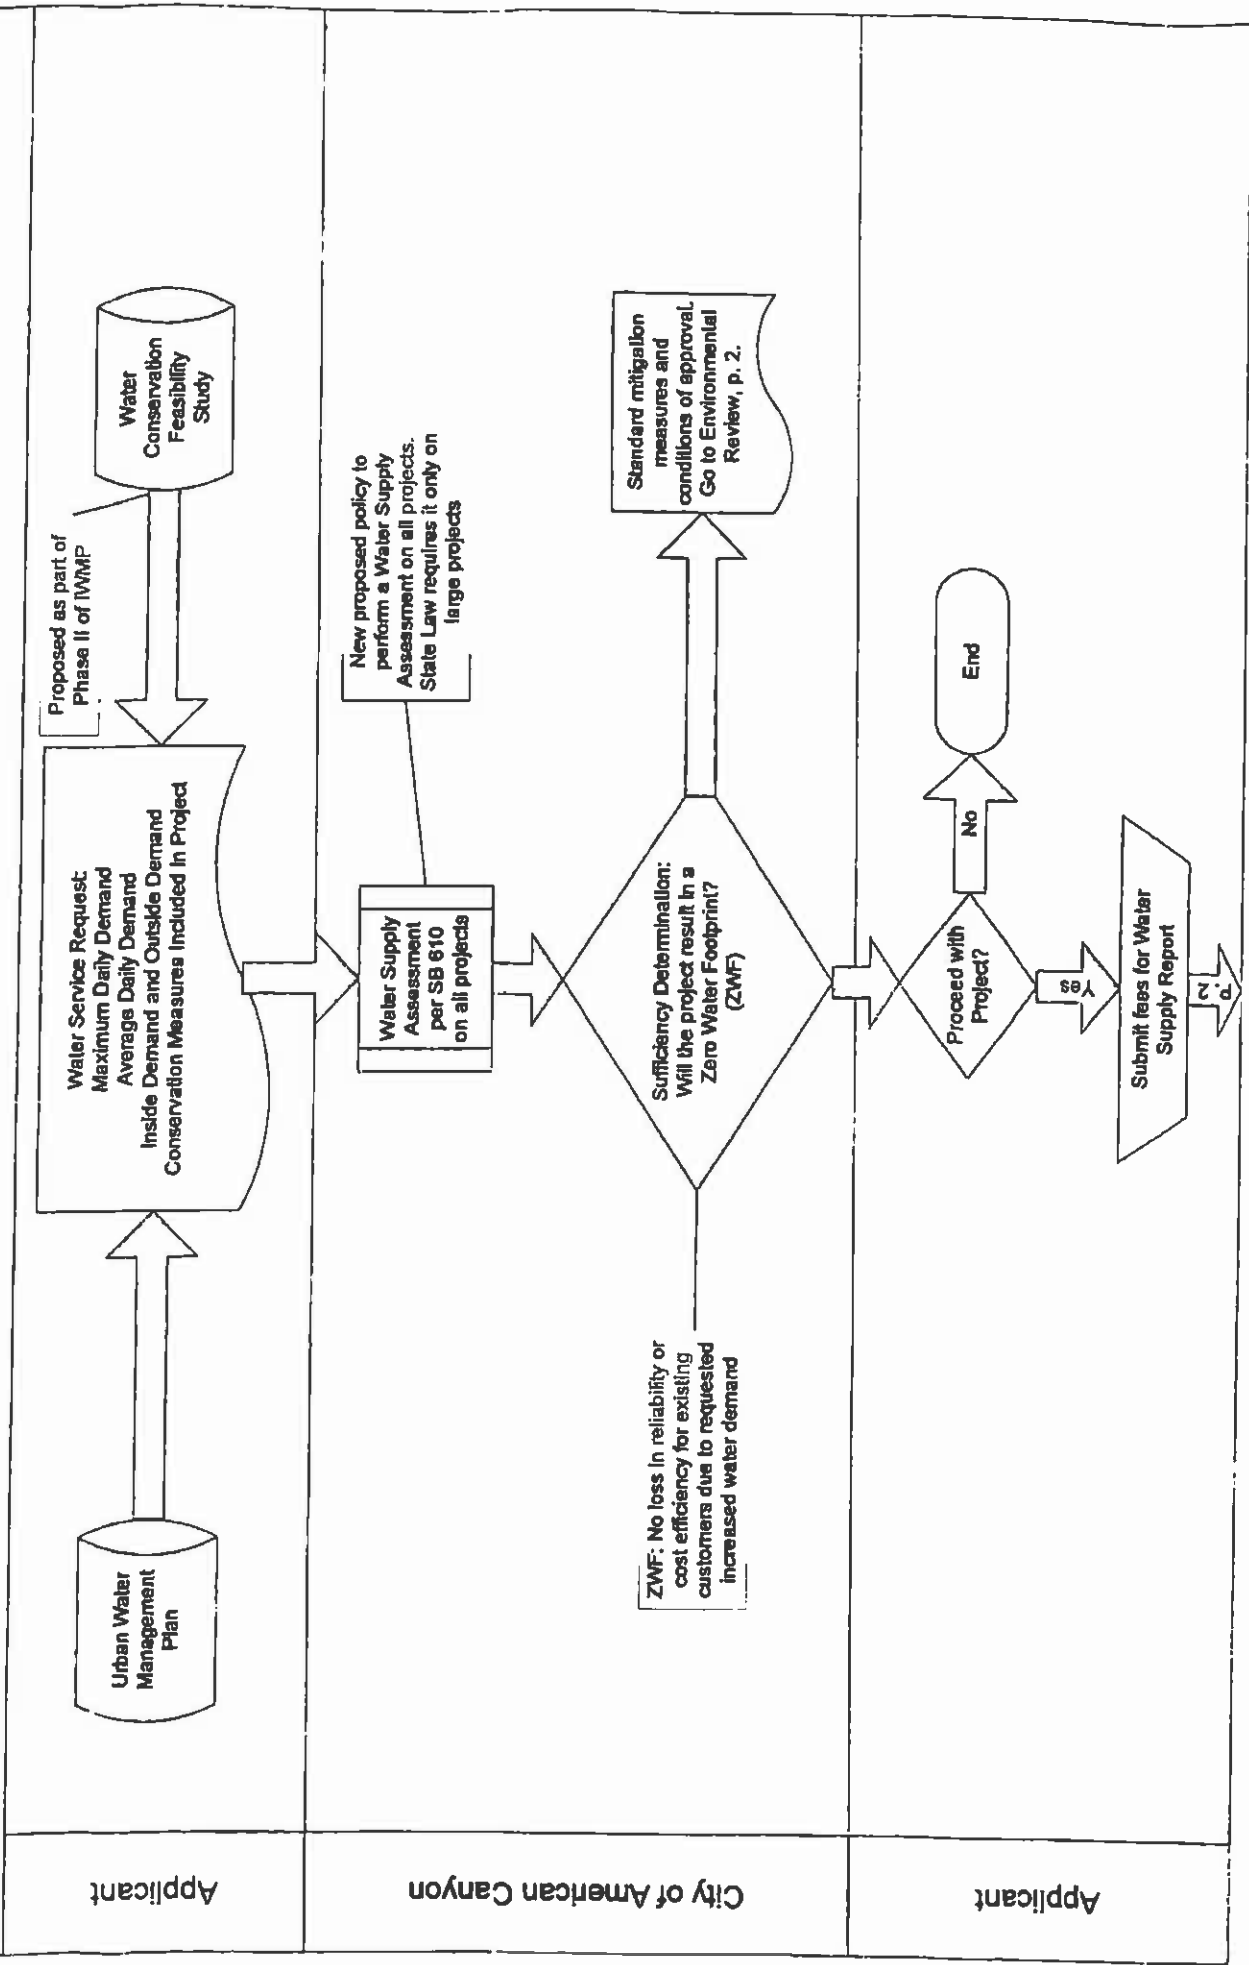 Applicant
Urban Water
Management
Plan
Water Service Request:
Maximum Daily Demand
Average Daily Demand
Inside Demand and Outside Demand
Conservation Measures Included in Project
Proposed as part of
Phase II of IWMP
Water
Conservation
Feasibility
Study
City of American Canyon
Water Supply
Assessment
per SB 610
on all projects
New proposed policy to
perform a Water Supply
Assessment on all projects.
State Law requires it only on
large projects
ZWF: No loss in reliability or
cost efficiency for existing
customers due to requested
increased water demand
Sufficiency Determination:
Will the project result in a
Zero Water Footprint?
(ZWF)
Standard mitigation
measures and
conditions of approval.
Go to Environmental
Review, p. 2.
Applicant
Proceed with
Project?
No
End
Yes
Submit fees for Water
Supply Report
P. 2